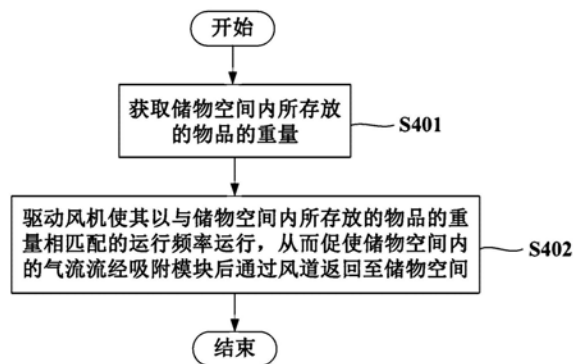 开始
获取储物空间内所存放
的物品的重量
S401
驱动风机使其以与储物空间内所存放的物品的重
量相匹配的运行频率运行，从而促使储物空间内
的气流流经吸附模块后通过风道返回至储物空间
S402
结束